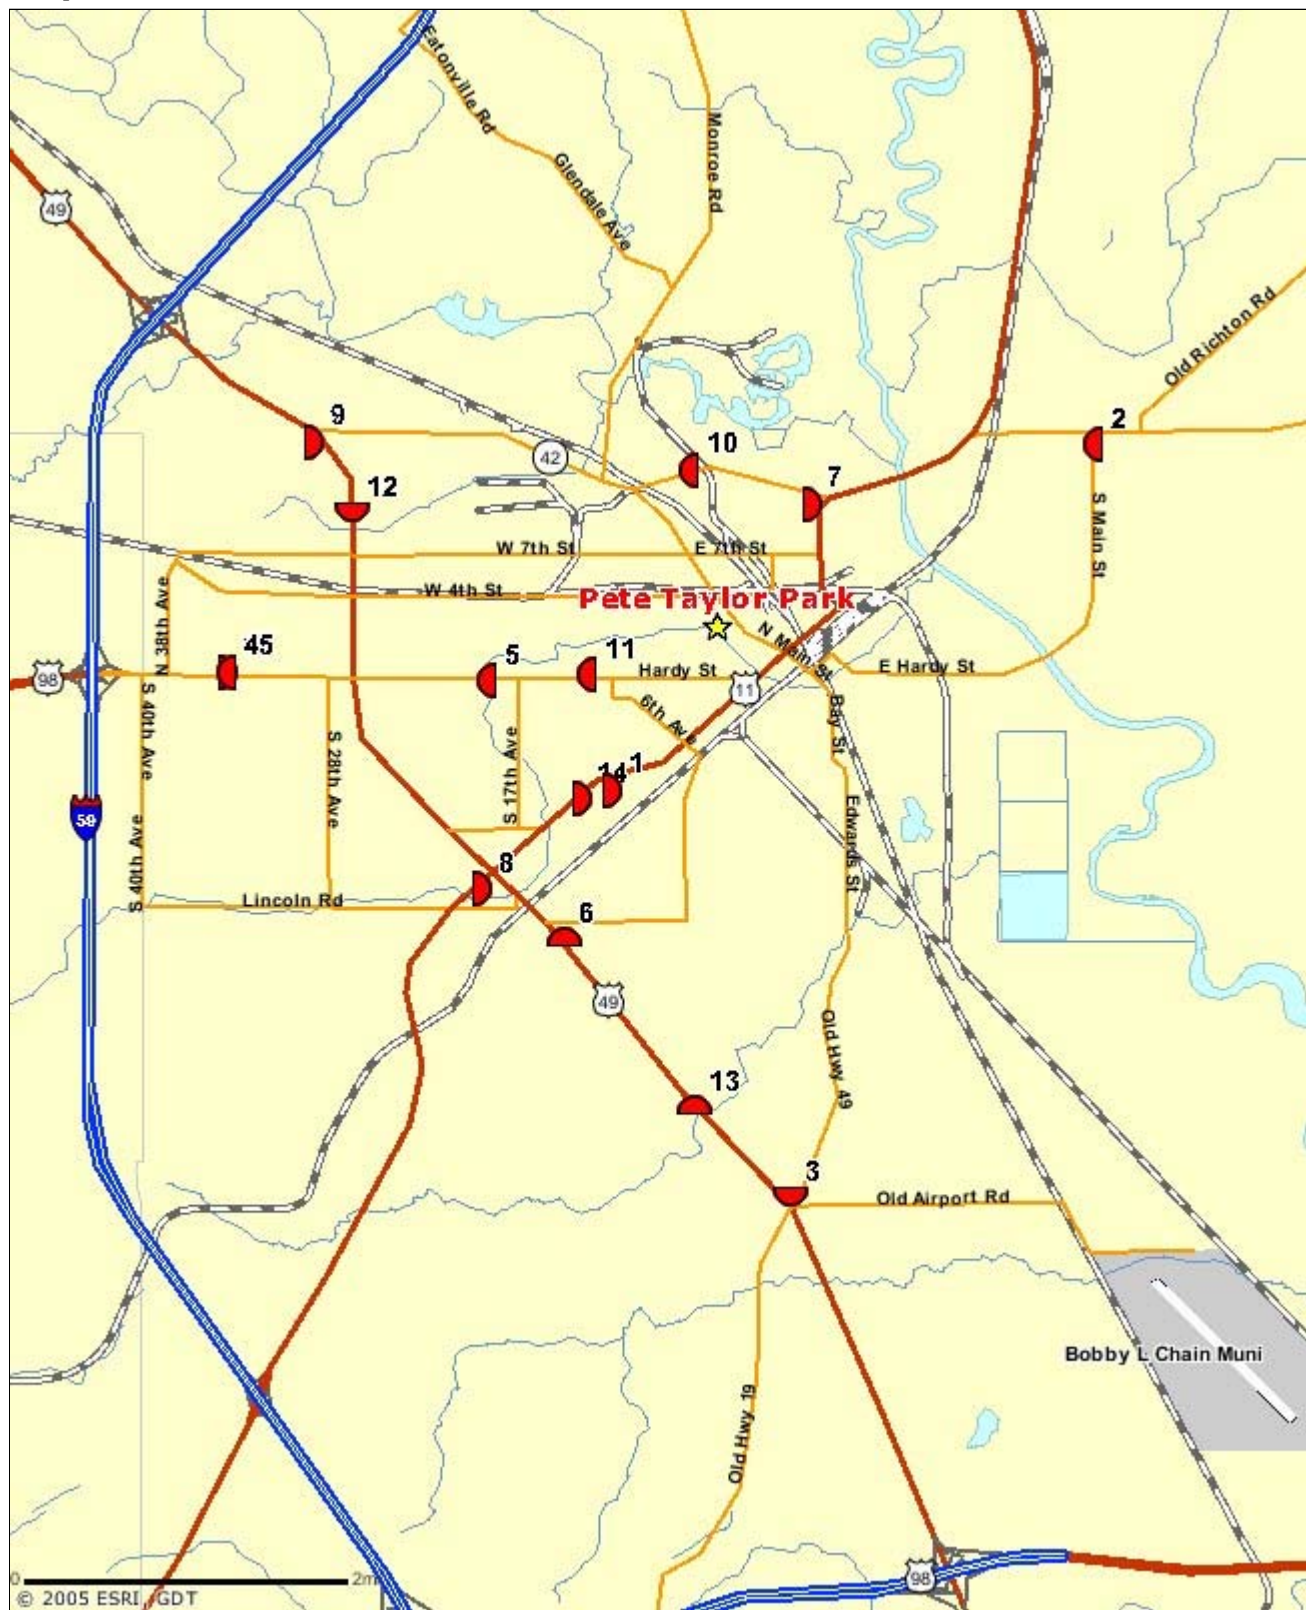 Eatonville Rd
Monroe Rd
Glendale Ave
49
Old Richton Rd
9
2
42
10
7
12
S Main St
W 7th St
E 7th St
W 4th St
Pete Taylor Park
N 38th Ave
N Main St
5
11
Hardy St
E Hardy St
98
11
6th Ave
Bay St
S 40th Ave
S 28th Ave
S 17th Ave
14
1
Edwards St
59
S 40th Ave
8
Lincoln Rd
6
49
Old Hwy 49
13
3
Old Airport Rd
Bobby L Chain Muni
Old Hwy 19
98
0
© 2005 ESRI, GDT